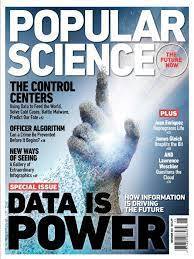 POPULAR
SCIENCE
THE FUTURE
NOW
THE CONTROL
CENTERS
Using Data to Feed the World,
Solve Cold Cases, Battle Malware,
Predict Our Fate
OFFICER ALGORITHM
Can a Crime Be Prevented
Before It Begins?
NEW WAYS
OF SEEING
A Gallery of
Extraordinary
Infographics
PLUS
Juan Enriquez
Reprograms Life
James Gleick
Bespills the Bit
AND
Lawrence
Weschler
Questions the
Cloud
SPECIAL ISSUE
HOW INFORMATION
IS DRIVING
THE FUTURE
DATA IS
POWER